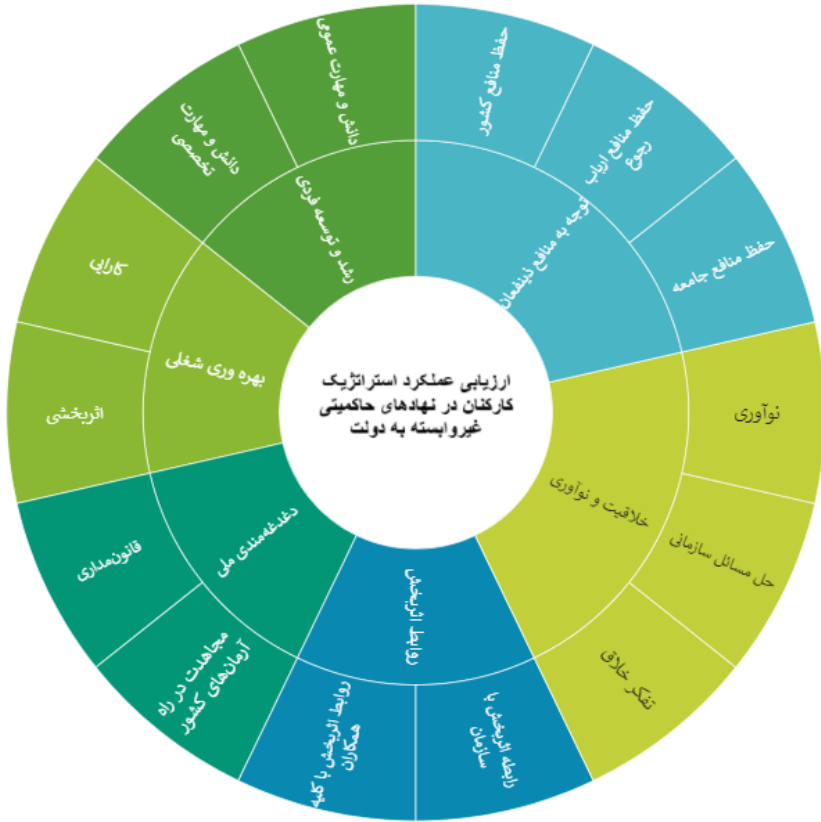 ارزیابی عملکرد استراتژیک
کارکنان در نهادهای حاکمیتی
غیروابسته به دولت
توجه به منافع ذینفعان
حفظ منافع کشور
حفظ منافع ارباب
رجوع
حفظ منافع جامعه
خلاقیت و نوآوری
نوآوری
حل مسائل سازمانی
تفکر خلاق
روابط اثربخش
رابطه اثربخش با
سازمان
روابط اثربخش با کلیه
همکاران
دغدغه‌مندی ملی
مجاهدت در راه
آرمان‌های کشور
قانون‌مداری
بهره وری شغلی
اثربخشی
کارایی
رشد و توسعه فردی
دانش و مهارت
تخصصی
دانش و مهارت عمومی